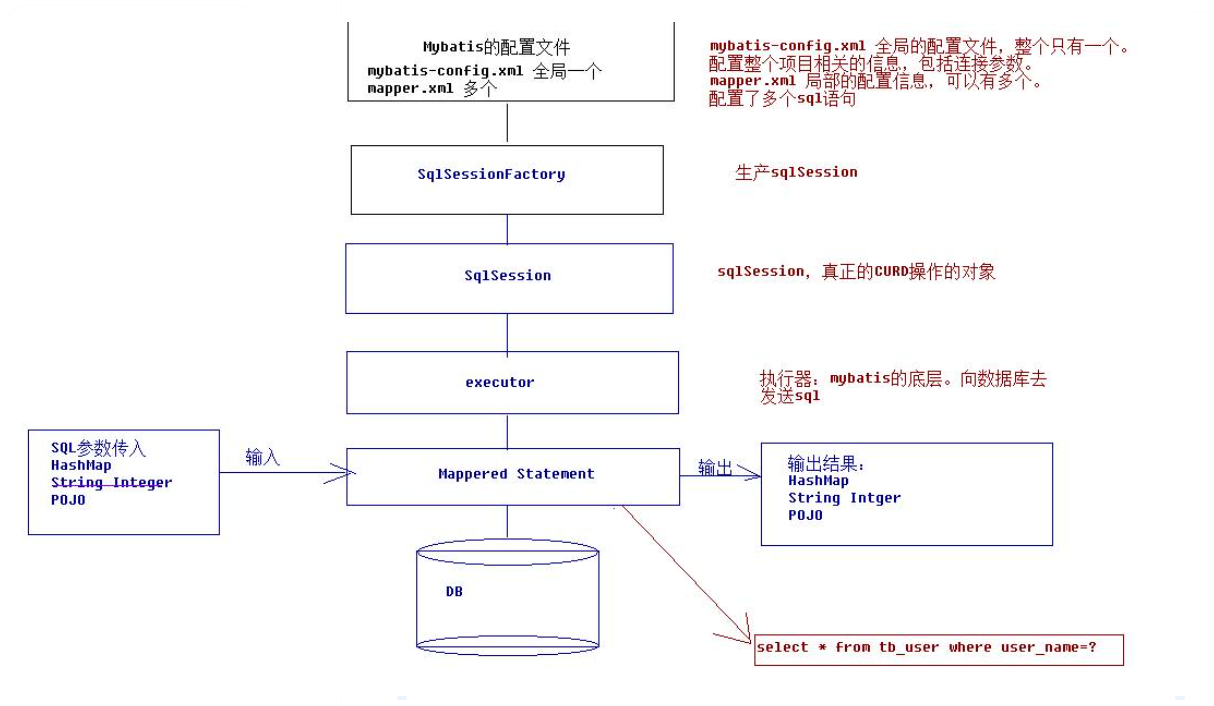 Mybatis的配置文件
mybatis-config.xml 全局一个
mapper.xml 多个
mybatis-config.xml 全局的配置文件，整个只有一个。
配置整个项目相关的信息，包括连接参数。
mapper.xml 局部的配置信息，可以有多个。
配置了多个sql语句
SqlSessionFactory
生产sqlSession
SqlSession
sqlSession，真正的CURD操作的对象
executor
执行器：mybatis的底层。向数据库去
发送sql
SQL参数传入
HashMap
String Integer
POJO
输入
Mappered Statement
输出
输出结果：
HashMap
String Intger
POJO
DB
select * from tb_user where user_name=?